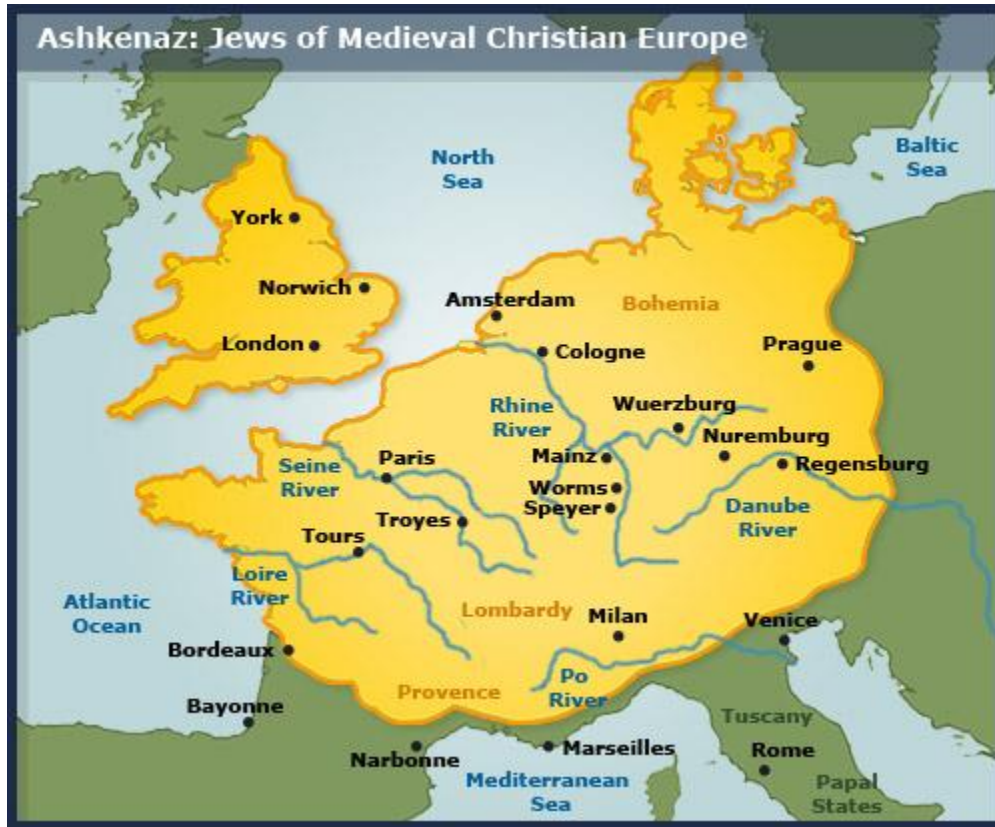 Ashkenaz: Jews of Medieval Christian Europe
North
Sea
Baltic
Sea
York
Norwich
London
Amsterdam
Bohemia
Cologne
Prague
Rhine
River
Wuerzburg
Nuremburg
Mainz
Regensburg
Worms
Speyer
Danube
River
Seine
River
Paris
Troyes
Tours
Loire
River
Atlantic
Ocean
Lombardy
Milan
Venice
Bordeaux
Provence
Po
River
Bayonne
Tuscany
Narbonne
Marseilles
Rome
Mediterranean
Sea
Papal
States